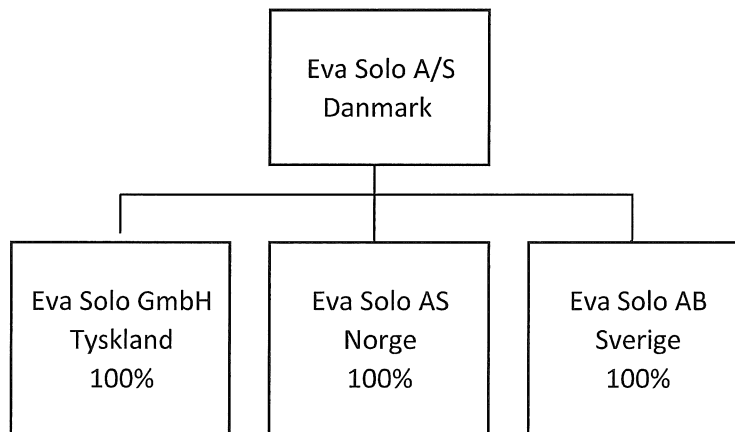 Eva Solo A/S
Danmark
Eva Solo GmbH
Tyskland
100%
Eva Solo AS
Norge
100%
Eva Solo AB
Sverige
100%